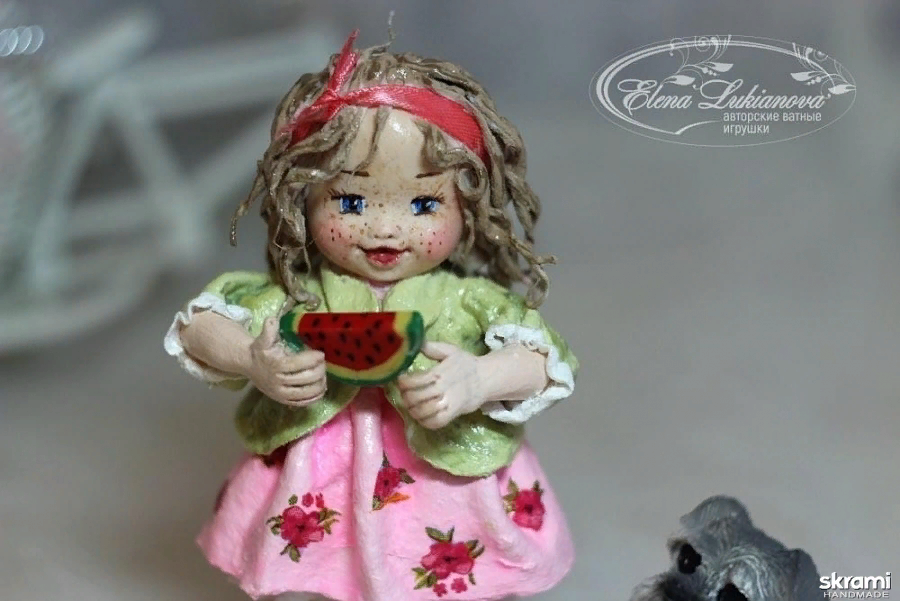 Elena Lukianova
авторские ватные
игрушки
skrami
HANDMADE